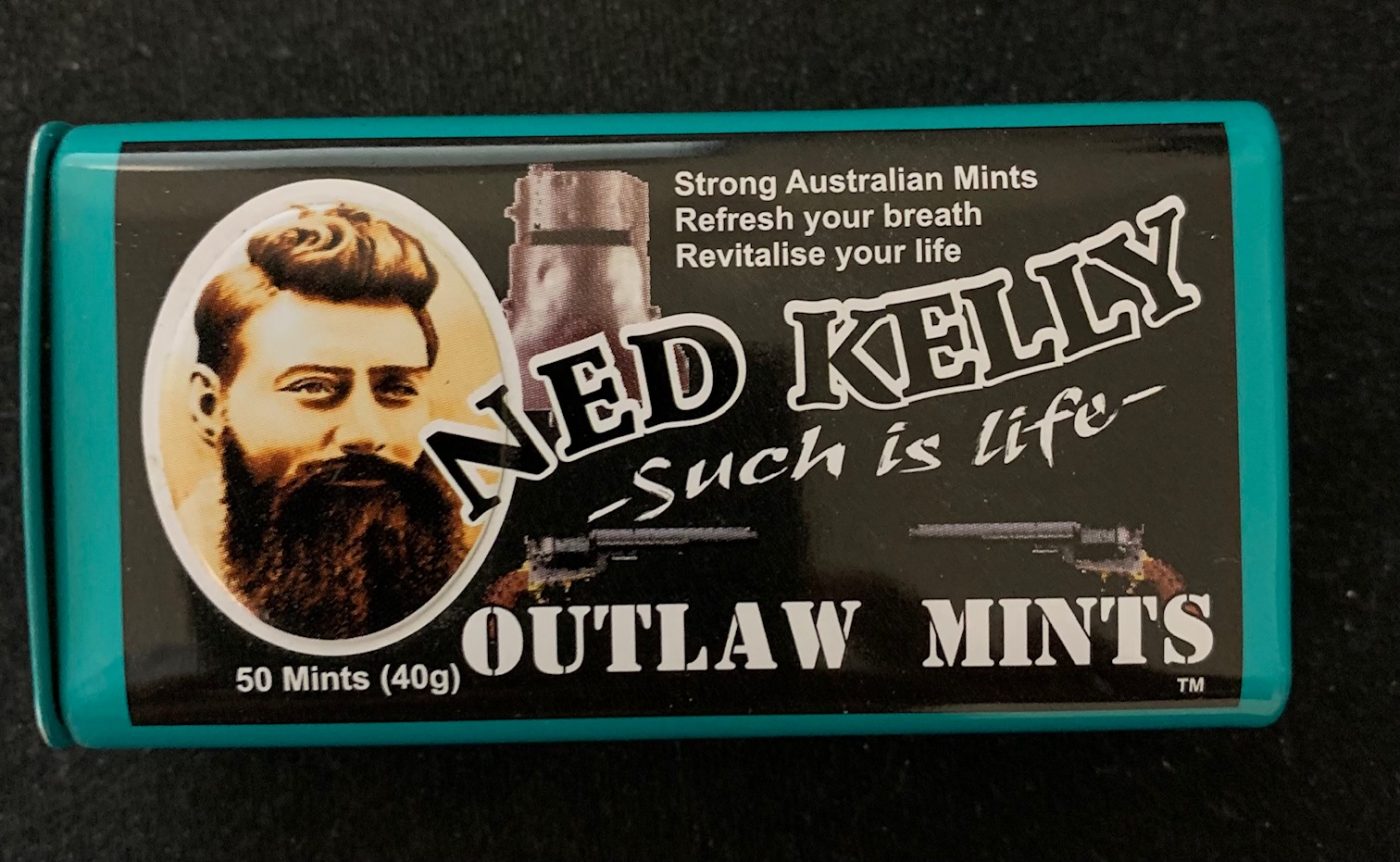 Strong Australian Mints
Refresh your breath
Revitalise your life
NED KELLY
-Such is life-
OUTLAW MINTS
50 Mints (40g)
TM